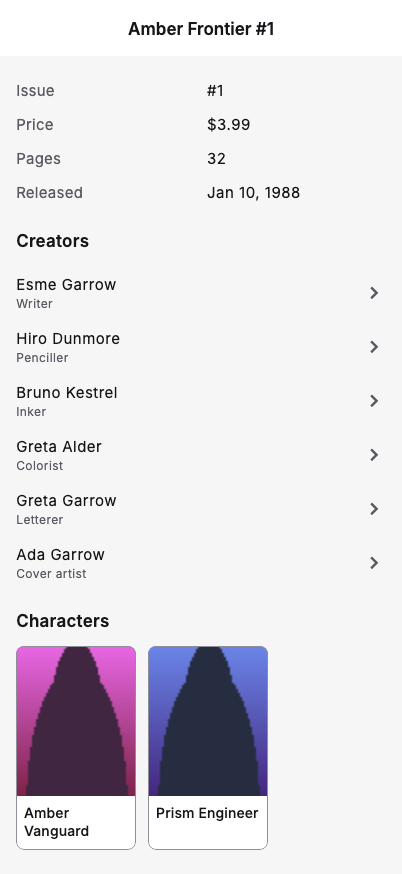 Amber Frontier #1
Issue #1
Price $3.99
Pages 32
Released Jan 10, 1988
Creators
Esme Garrow
Writer
Hiro Dunmore
Penciller
Bruno Kestrel
Inker
Greta Alder
Colorist
Greta Garrow
Letterer
Ada Garrow
Cover artist
Characters
Amber
Vanguard
Prism Engineer